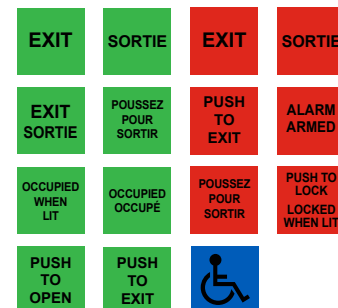 EXIT
SORTIE
EXIT
SORTIE
EXIT
SORTIE
POUSSEZ
POUR
SORTIR
PUSH
TO
EXIT
ALARM
ARMED
OCCUPIED
WHEN
LIT
OCCUPIED
OCCUPÉ
POUSSEZ
POUR
SORTIR
PUSH TO
LOCK
LOCKED
WHEN LIT
PUSH
TO
OPEN
PUSH
TO
EXIT